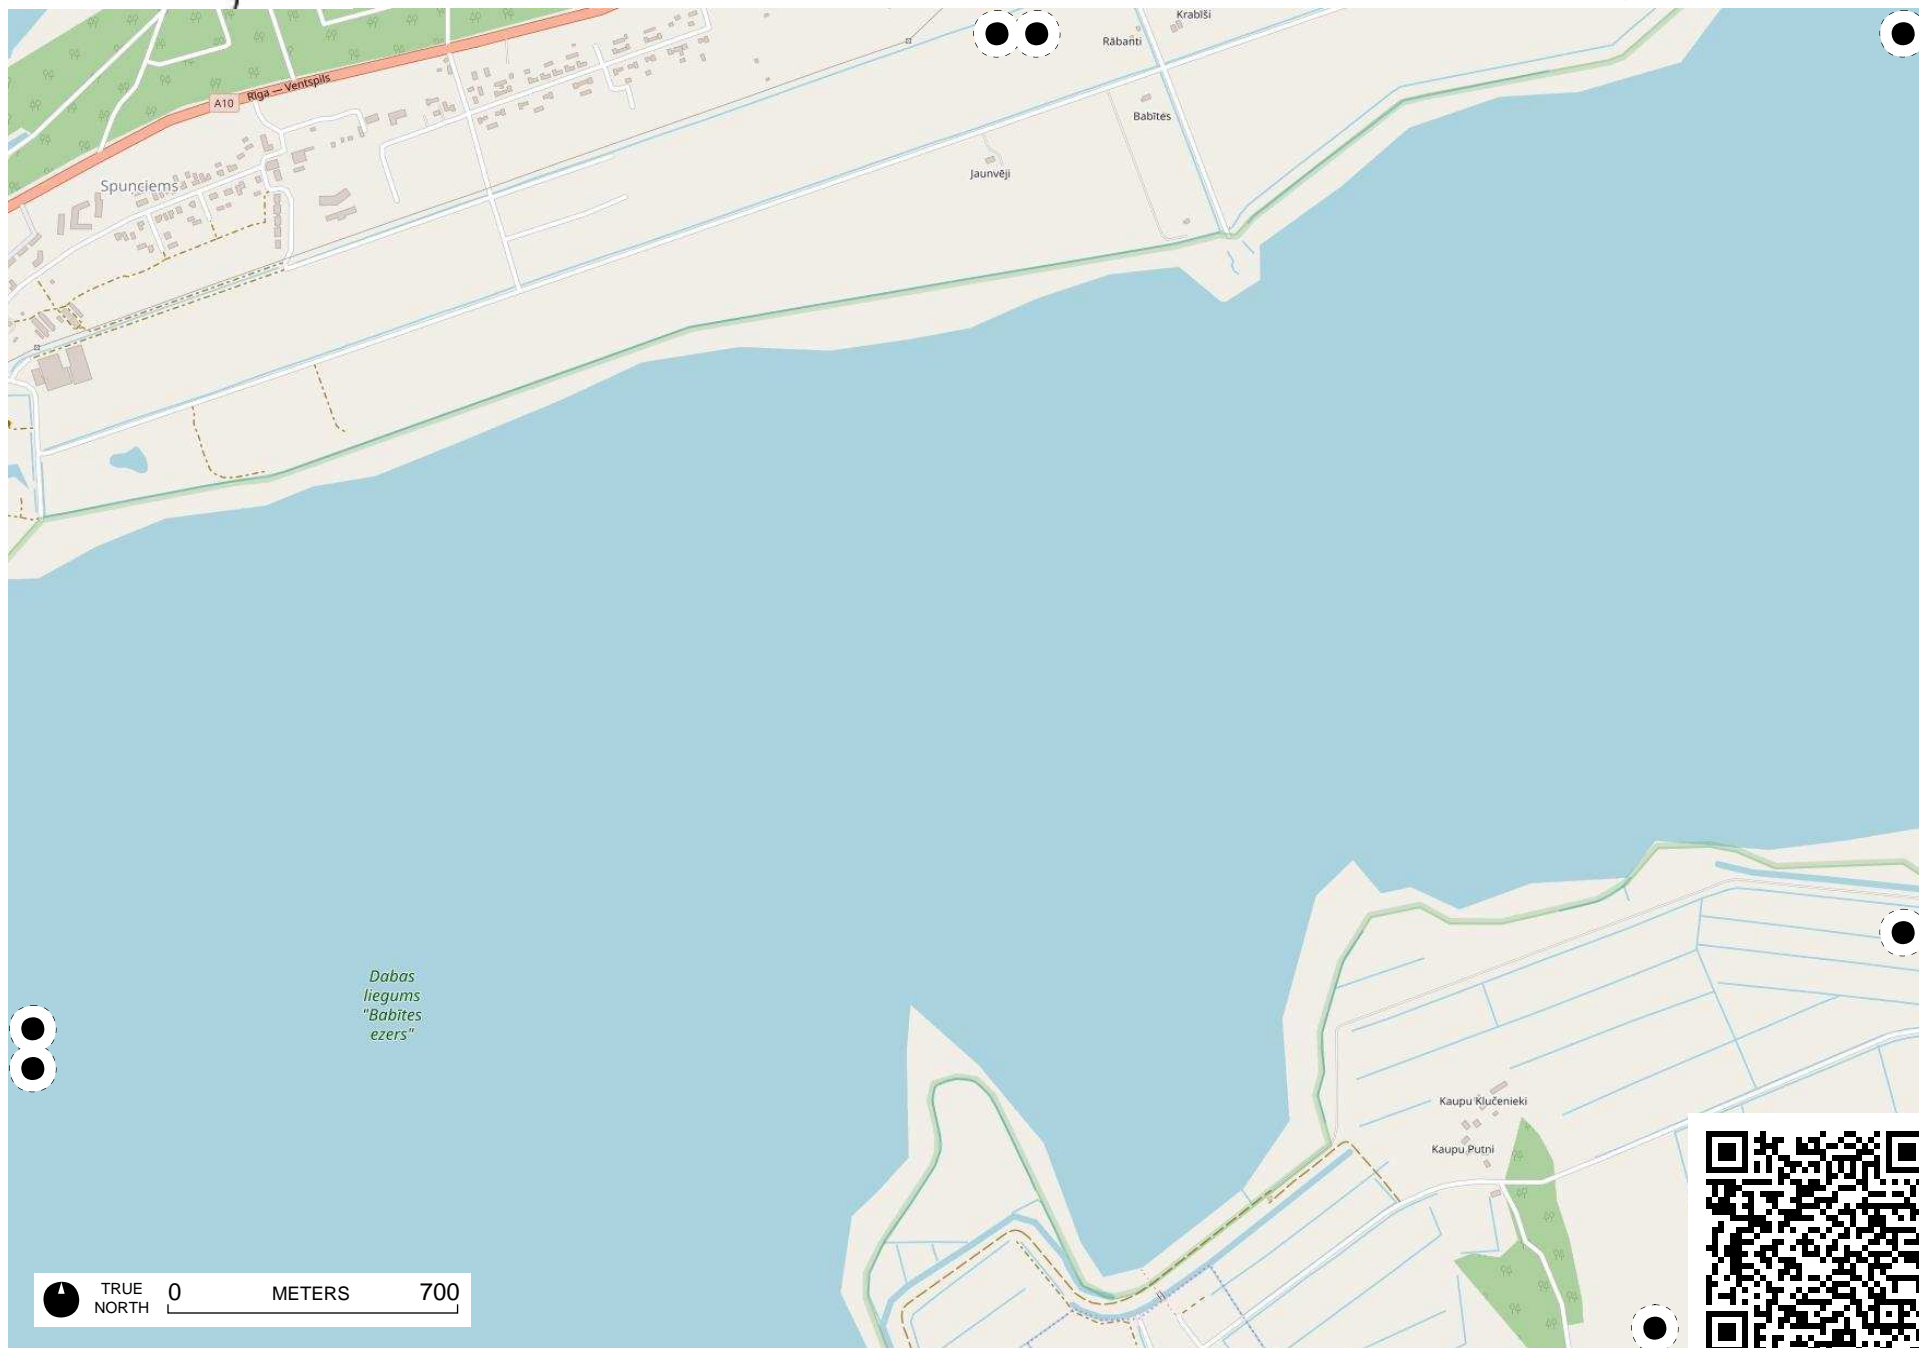 Krabīši
Rābanti
A10
Rīga — Ventspils
Babītes
Jaunvēji
Spunciems
Dabas
liegums
"Babītes
ezers"
Kaupu Klučenieki
Kaupu Putni
TRUE
NORTH
0
METERS
700